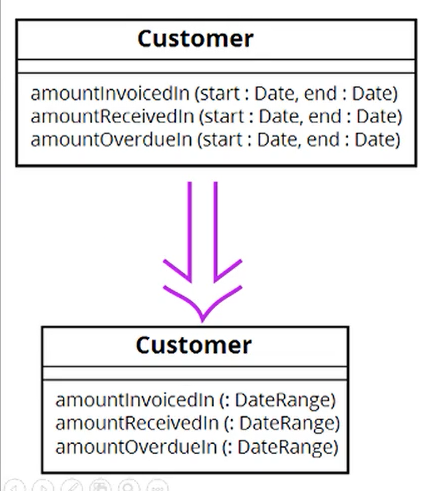 Customer
amountInvoicedIn (start : Date, end : Date)
amountReceivedIn (start : Date, end : Date)
amountOverdueIn (start : Date, end : Date)
Customer
amountInvoicedIn (: DateRange)
amountReceivedIn (: DateRange)
amountOverdueIn (: DateRange)